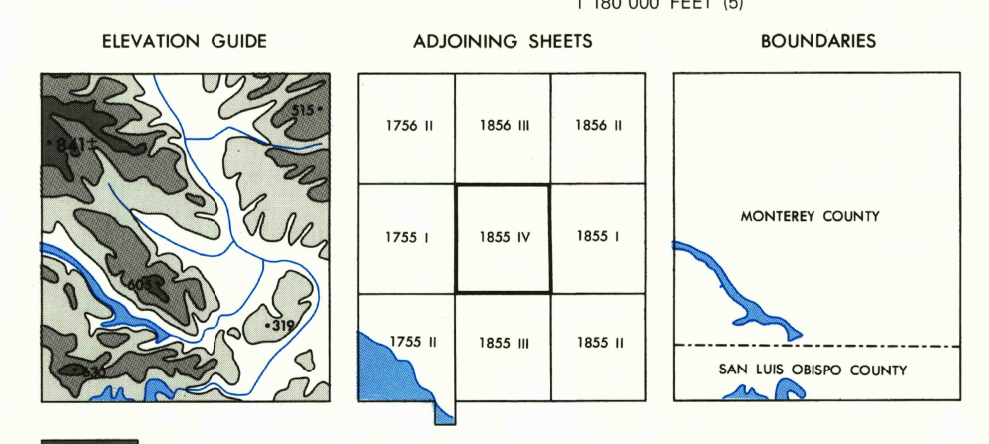 1 180 000 FEET (5)
ELEVATION GUIDE
ADJOINING SHEETS
BOUNDARIES
515
841±
605
319
1756 II
1856 III
1856 II
1755 I
1855 IV
1855 I
1755 II
1855 III
1855 II
MONTEREY COUNTY
SAN LUIS OBISPO COUNTY